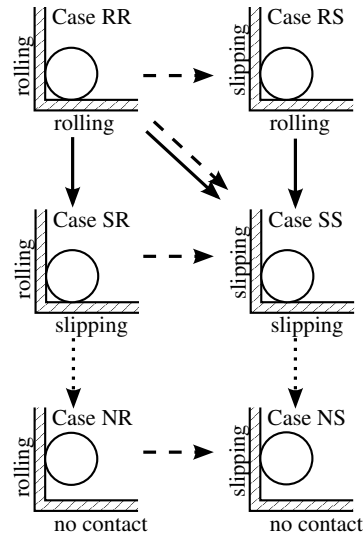 Case RR
rolling
rolling
Case RS
slipping
rolling
Case SR
rolling
slipping
Case SS
slipping
slipping
Case NR
rolling
no contact
Case NS
slipping
no contact